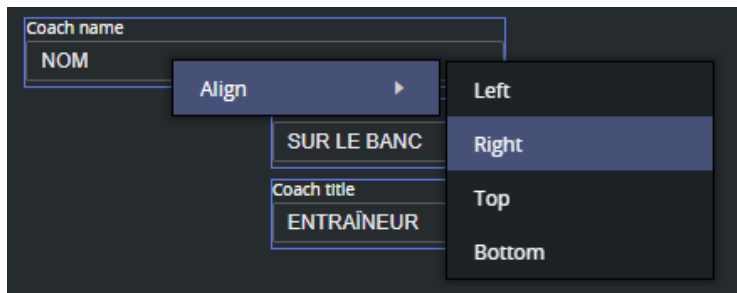 Coach name
NOM
Align
Left
SUR LE BANC
Right
Coach title
Top
ENTRAÎNEUR
Bottom